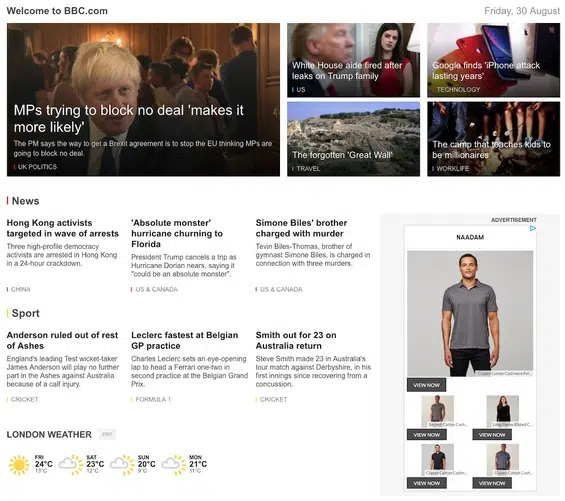 Welcome to BBC.com
Friday, 30 August
MPs trying to block no deal 'makes it
more likely'
The PM says the way to get a Brexit agreement is to stop the EU thinking MPs are
going to block no deal.
UK POLITICS
White House aide fired after
leaks on Trump family
US
Google finds 'iPhone attack
lasting years'
TECHNOLOGY
The forgotten 'Great Wall'
TRAVEL
The camp that teaches kids to
be millionaires
WORKLIFE
News
Hong Kong activists
targeted in wave of arrests
Three high-profile democracy
activists are arrested in Hong Kong
in a 24-hour crackdown.
CHINA
'Absolute monster'
hurricane churning to
Florida
President Trump cancels a trip as
Hurricane Dorian nears, saying it
"could be an absolute monster".
US & CANADA
Simone Biles' brother
charged with murder
Tevin Biles-Thomas, brother of
gymnast Simone Biles, is charged
in connection with three murders.
US & CANADA
Sport
Anderson ruled out of rest
of Ashes
England's leading Test wicket-taker
James Anderson will play no further
part in the Ashes against Australia
because of a calf injury.
CRICKET
Leclerc fastest at Belgian
GP practice
Charles Leclerc sets an eye-opening
lap to head a Ferrari one-two in
second practice at the Belgian Grand
Prix.
FORMULA 1
Smith out for 23 on
Australia return
Steve Smith made 23 in Australia's
tour match against Derbyshire, in his
first innings since recovering from a
concussion.
CRICKET
ADVERTISEMENT
NAADAM
Classic Cotton Cashmere Pol...
VIEW NOW
VIEW NOW
VIEW NOW
VIEW NOW
VIEW NOW
LONDON WEATHER
EDIT
FRI
24°C
13°C
SAT
23°C
12°C
SUN
20°C
9°C
MON
21°C
11°C